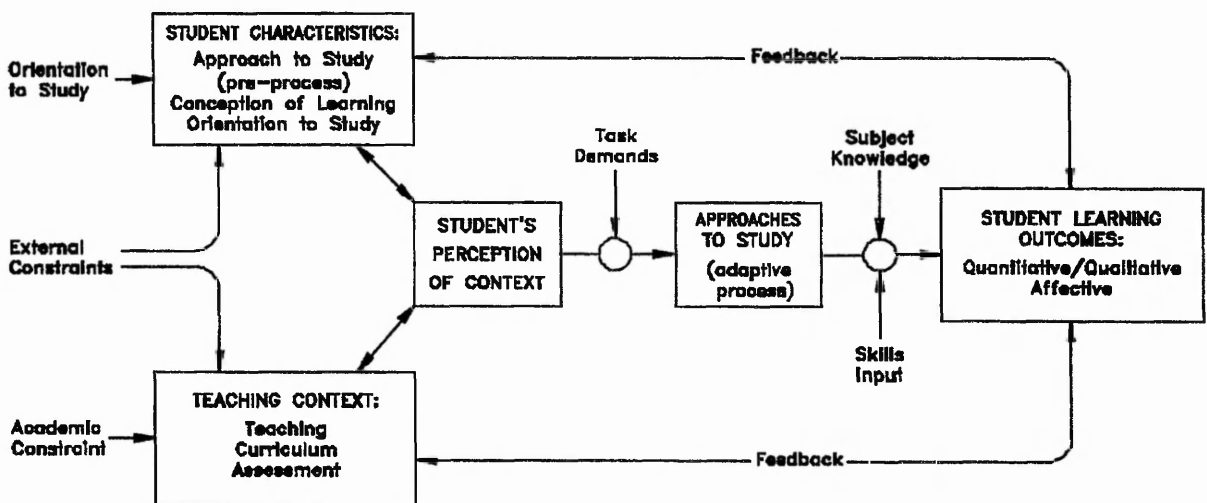 STUDENT CHARACTERISTICS:
Approach to Study
(pre-process)
Conception of Learning
Orientation to Study
Orientation
to Study
Feedback
Task
Demands
Subject
Knowledge
External
Constraints
STUDENT'S
PERCEPTION
OF CONTEXT
APPROACHES
TO STUDY
(adaptive
process)
STUDENT LEARNING
OUTCOMES:
Quantitative/Qualitative
Affective
Skills
Input
Academic
Constraint
TEACHING CONTEXT:
Teaching
Curriculum
Assessment
Feedback